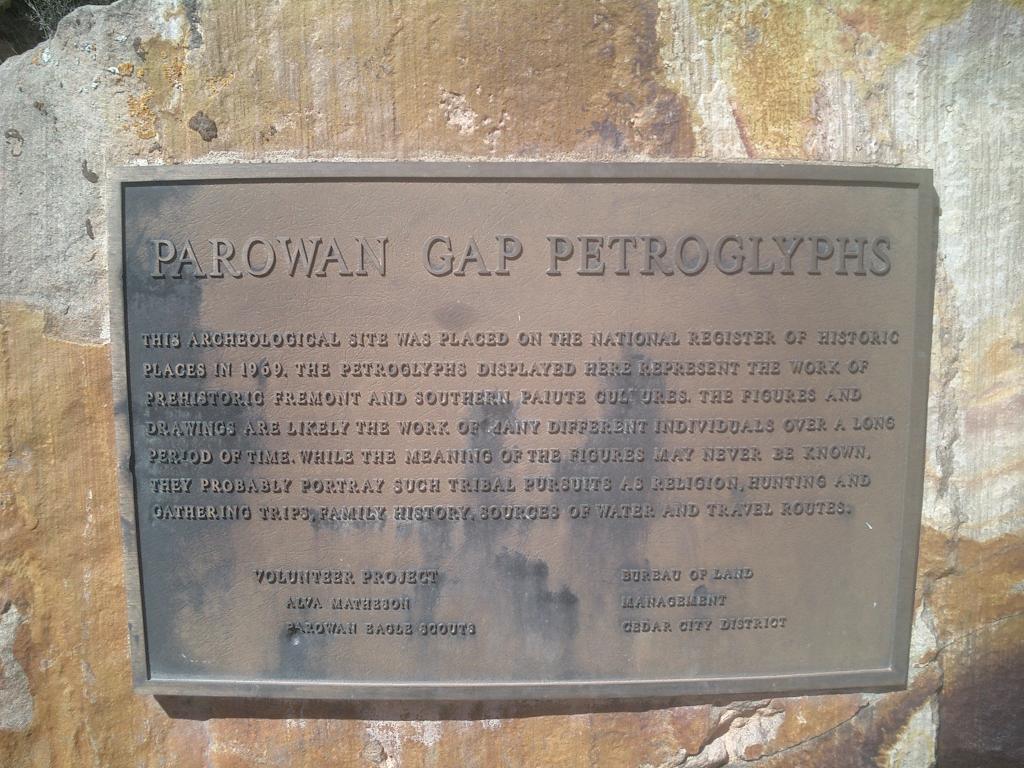 PAROWAN GAP PETROGLYPHS
THIS ARCHEOLOGICAL SITE WAS PLACED ON THE NATIONAL REGISTER OF HISTORIC
PLACES IN 1969. THE PETROGLYPHS DISPLAYED HERE REPRESENT THE WORK OF
PREHISTORIC FREMONT AND SOUTHERN PAIUTE CULTURES. THE FIGURES AND
DRAWINGS ARE LIKELY THE WORK OF MANY DIFFERENT INDIVIDUALS OVER A LONG
PERIOD OF TIME. WHILE THE MEANING OF THE FIGURES MAY NEVER BE KNOWN,
THEY PROBABLY PORTRAY SUCH TRIBAL PURSUITS AS RELIGION, HUNTING AND
GATHERING TRIPS, FAMILY HISTORY, SOURCES OF WATER AND TRAVEL ROUTES.
VOLUNTEER PROJECT
ALVA MATHESON
PAROWAN EAGLE SCOUTS
BUREAU OF LAND
MANAGEMENT
CEDAR CITY DISTRICT